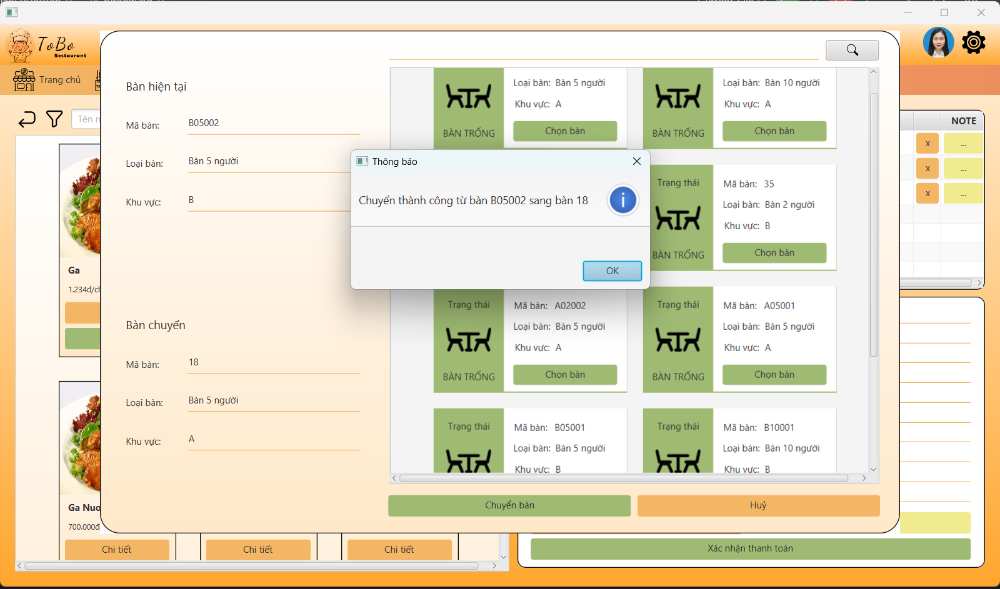 ToBo
Restaurant
Trang chủ
Tên
NOTE
x
...
x
...
x
...
Ga
1.234đ/ch
Ga Nuo
700.000đ
Chi tiết
Chi tiết
Chi tiết
Xác nhận thanh toán
Bàn hiện tại
Mã bàn:
B05002
Loại bàn:
Bàn 5 người
Khu vực:
B
Bàn chuyển
Mã bàn:
18
Loại bàn:
Bàn 5 người
Khu vực:
A
Loại bàn: Bàn 5 người
Khu vực: A
BÀN TRỐNG
Chọn bàn
Loại bàn: Bàn 10 người
Khu vực: A
BÀN TRỐNG
Chọn bàn
Thông báo
Chuyển thành công từ bàn B05002 sang bàn 18
OK
Trạng thái
Mã bàn: 35
Loại bàn: Bàn 2 người
Khu vực: B
BÀN TRỐNG
Chọn bàn
Trạng thái
Mã bàn: A02002
Loại bàn: Bàn 5 người
Khu vực: A
BÀN TRỐNG
Chọn bàn
Trạng thái
Mã bàn: A05001
Loại bàn: Bàn 5 người
Khu vực: A
BÀN TRỐNG
Chọn bàn
Trạng thái
Mã bàn: B05001
Loại bàn: Bàn 5 người
Khu vực: B
Trạng thái
Mã bàn: B10001
Loại bàn: Bàn 10 người
Khu vực: B
Chuyển bàn
Huỷ